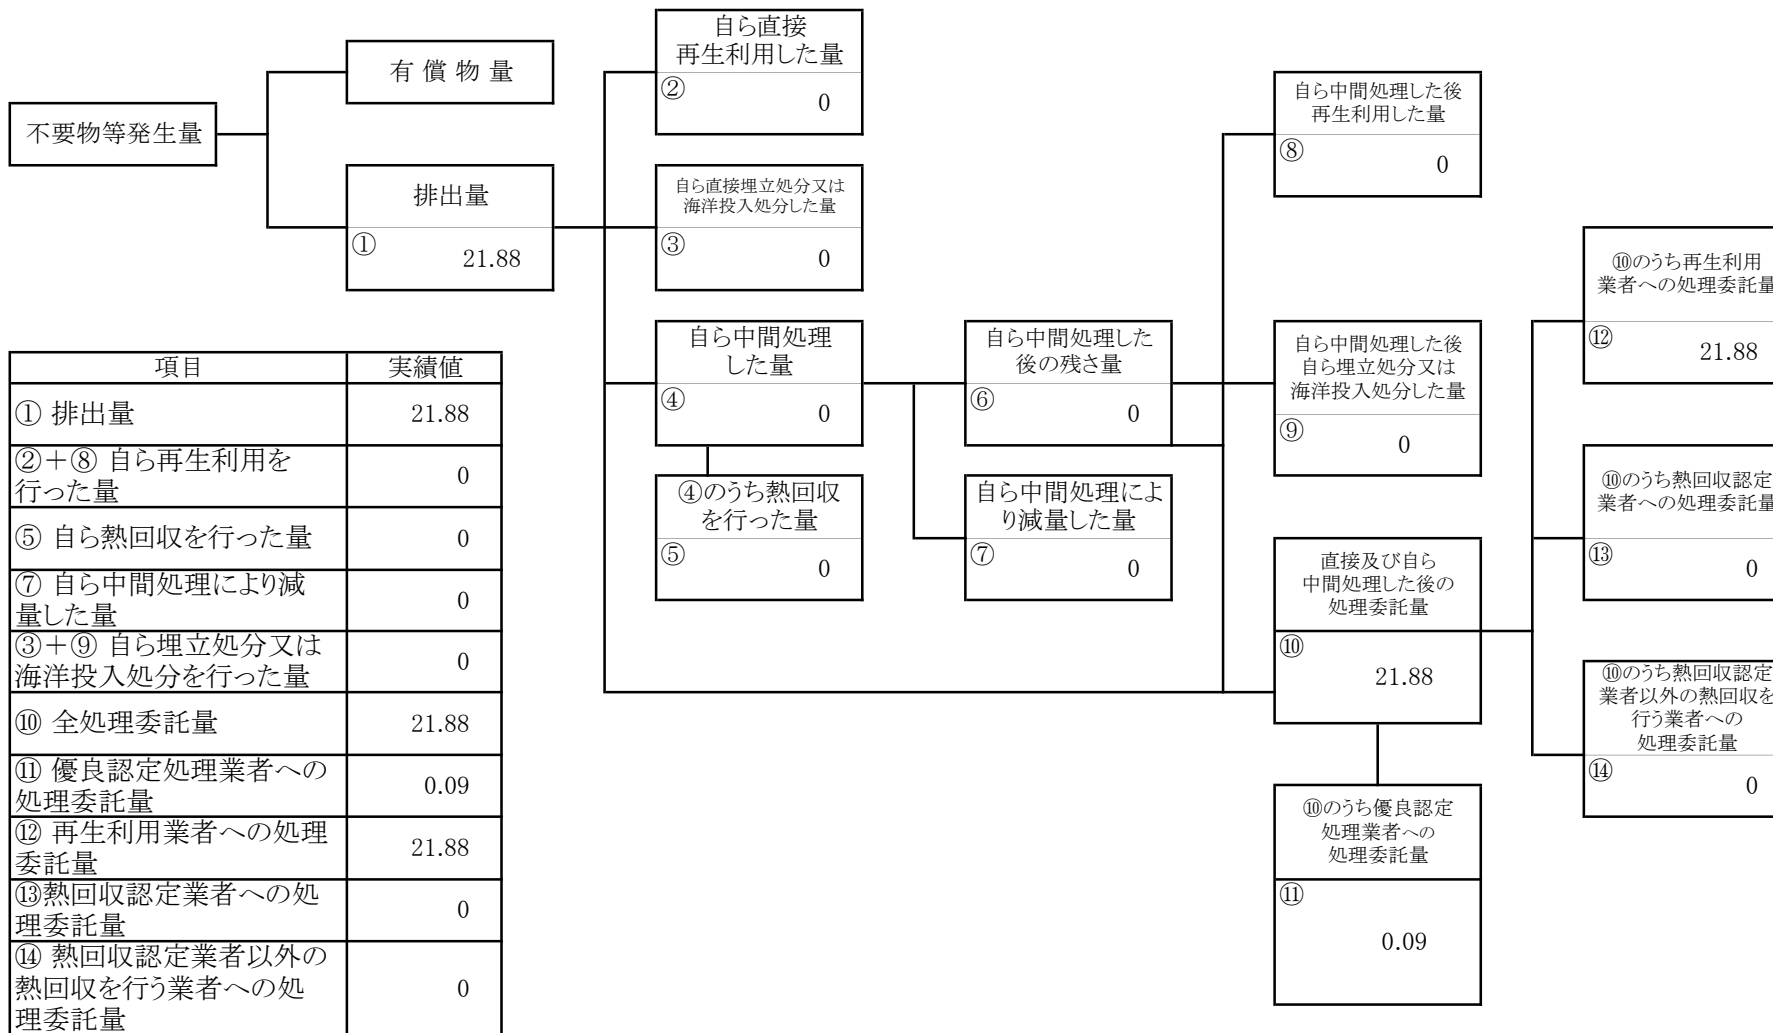 不要物等発生量
有 償 物 量
排出量
① 21.88
自ら直接
再生利用した量
② 0
自ら直接埋立処分又は
海洋投入処分した量
③ 0
自ら中間処理
した量
④ 0
④のうち熱回収
を行った量
⑤ 0
自ら中間処理した
後の残さ量
⑥ 0
自ら中間処理によ
り減量した量
⑦ 0
自ら中間処理した後
再生利用した量
⑧ 0
自ら中間処理した後
自ら埋立処分又は
海洋投入処分した量
⑨ 0
直接及び自ら
中間処理した後の
処理委託量
⑩ 21.88
⑩のうち優良認定
処理業者への
処理委託量
⑪ 0.09
⑩のうち再生利用
業者への処理委託量
⑫ 21.88
⑩のうち熱回収認定
業者への処理委託量
⑬ 0
⑩のうち熱回収認定
業者以外の熱回収を
行う業者への
処理委託量
⑭ 0
項目 実績値
① 排出量 21.88
②＋⑧ 自ら再生利用を
行った量 0
⑤ 自ら熱回収を行った量 0
⑦ 自ら中間処理により減
量した量 0
③＋⑨ 自ら埋立処分又は
海洋投入処分を行った量 0
⑩ 全処理委託量 21.88
⑪ 優良認定処理業者への
処理委託量 0.09
⑫ 再生利用業者への処理
委託量 21.88
⑬熱回収認定業者への処
理委託量 0
⑭ 熱回収認定業者以外の
熱回収を行う業者への処
理委託量 0